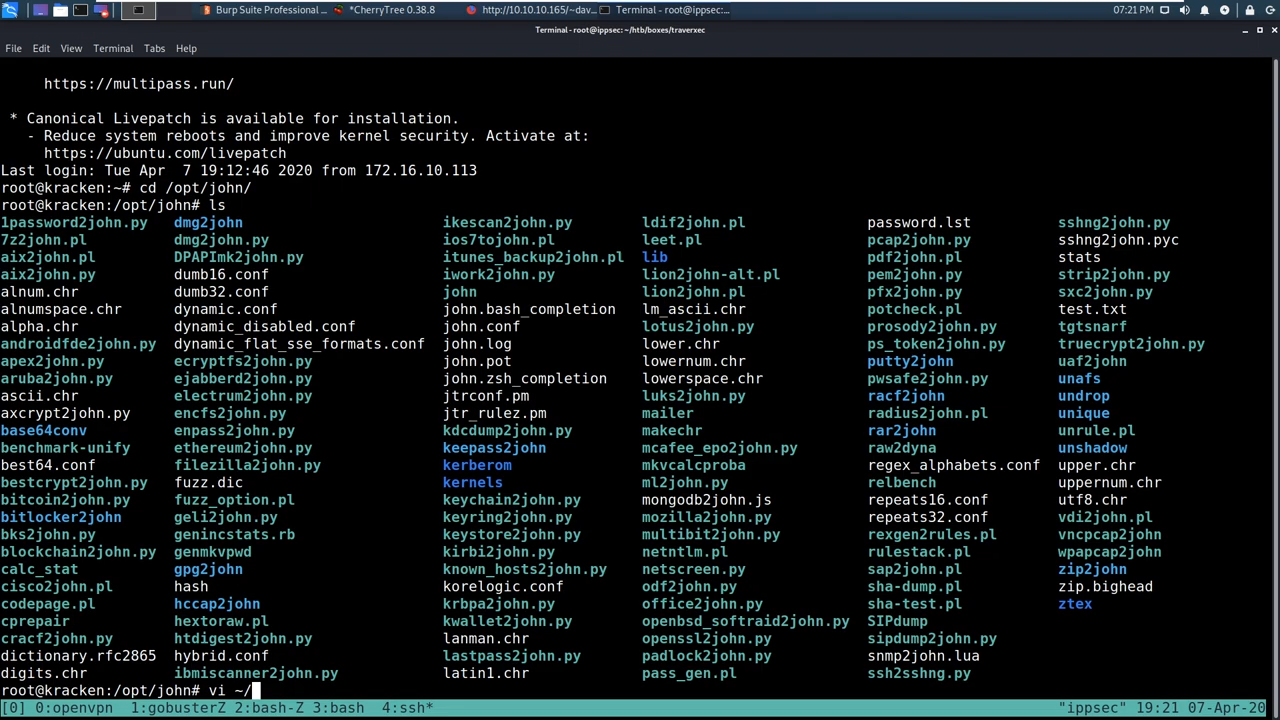 Burp Suite Professional ... *CherryTree 0.38.8 http://10.10.10.165/~dav... Terminal - root@ippsec:... 07:21 PM
Terminal - root@ippsec: ~/htb/boxes/traverxec
File Edit View Terminal Tabs Help
https://multipass.run/
* Canonical Livepatch is available for installation.
- Reduce system reboots and improve kernel security. Activate at:
https://ubuntu.com/livepatch
Last login: Tue Apr  7 19:12:46 2020 from 172.16.10.113
root@kracken:~# cd /opt/john/
root@kracken:/opt/john# ls
1password2john.py dmg2john ikescan2john.py ldif2john.pl password.lst sshng2john.py
7z2john.pl dmg2john.py ios7tojohn.pl leet.pl pcap2john.py sshng2john.pyc
aix2john.pl DPAPImk2john.py itunes_backup2john.pl lib pdf2john.pl stats
aix2john.py dumb16.conf iwork2john.py lion2john-alt.pl pem2john.py strip2john.py
alnum.chr dumb32.conf john lion2john.pl pfx2john.py sxc2john.py
alnumspace.chr dynamic.conf john.bash_completion lm_ascii.chr potcheck.pl test.txt
alpha.chr dynamic_disabled.conf john.conf lotus2john.py prosody2john.py tgtsnarf
androidfde2john.py dynamic_flat_sse_formats.conf john.log lower.chr ps_token2john.py truecrypt2john.py
apex2john.py ecryptfs2john.py john.pot lowernum.chr putty2john uaf2john
aruba2john.py ejabberd2john.py john.zsh_completion lowerspace.chr pwsafe2john.py unafs
ascii.chr electrum2john.py jtrconf.pm luks2john.py racf2john undrop
axcrypt2john.py encfs2john.py jtr_rulez.pm mailer radius2john.pl unique
base64conv enpass2john.py kdcdump2john.py makechr rar2john unrule.pl
benchmark-unify ethereum2john.py keepass2john mcafee_epo2john.py raw2dyna unshadow
best64.conf filezilla2john.py kerberom mkvcalcproba regex_alphabets.conf upper.chr
bestcrypt2john.py fuzz.dic kernels ml2john.py relbench uppernum.chr
bitcoin2john.py fuzz_option.pl keychain2john.py mongodb2john.js repeats16.conf utf8.chr
bitlocker2john geli2john.py keyring2john.py mozilla2john.py repeats32.conf vdi2john.pl
bks2john.py genincstats.rb keystore2john.py multibit2john.py rexgen2rules.pl vncpcap2john
blockchain2john.py genmkvpwd kirbi2john.py netntlm.pl rulestack.pl wpapcap2john
calc_stat gpg2john known_hosts2john.py netscreen.py sap2john.pl zip2john
cisco2john.pl hash korelogic.conf odf2john.py sha-dump.pl zip.bighead
codepage.pl hccap2john krbpa2john.py office2john.py sha-test.pl ztex
cprepair hextoraw.pl kwallet2john.py openbsd_softraid2john.py SIPdump
cracf2john.py htdigest2john.py lanman.chr openssl2john.py sipdump2john.py
dictionary.rfc2865 hybrid.conf lastpass2john.py padlock2john.py snmp2john.lua
digits.chr ibmiscanner2john.py latin1.chr pass_gen.pl ssh2sshng.py
root@kracken:/opt/john# vi ~/
[0] 0:openvpn  1:gobusterZ 2:bash-Z 3:bash  4:ssh* "ippsec" 19:21 07-Apr-20